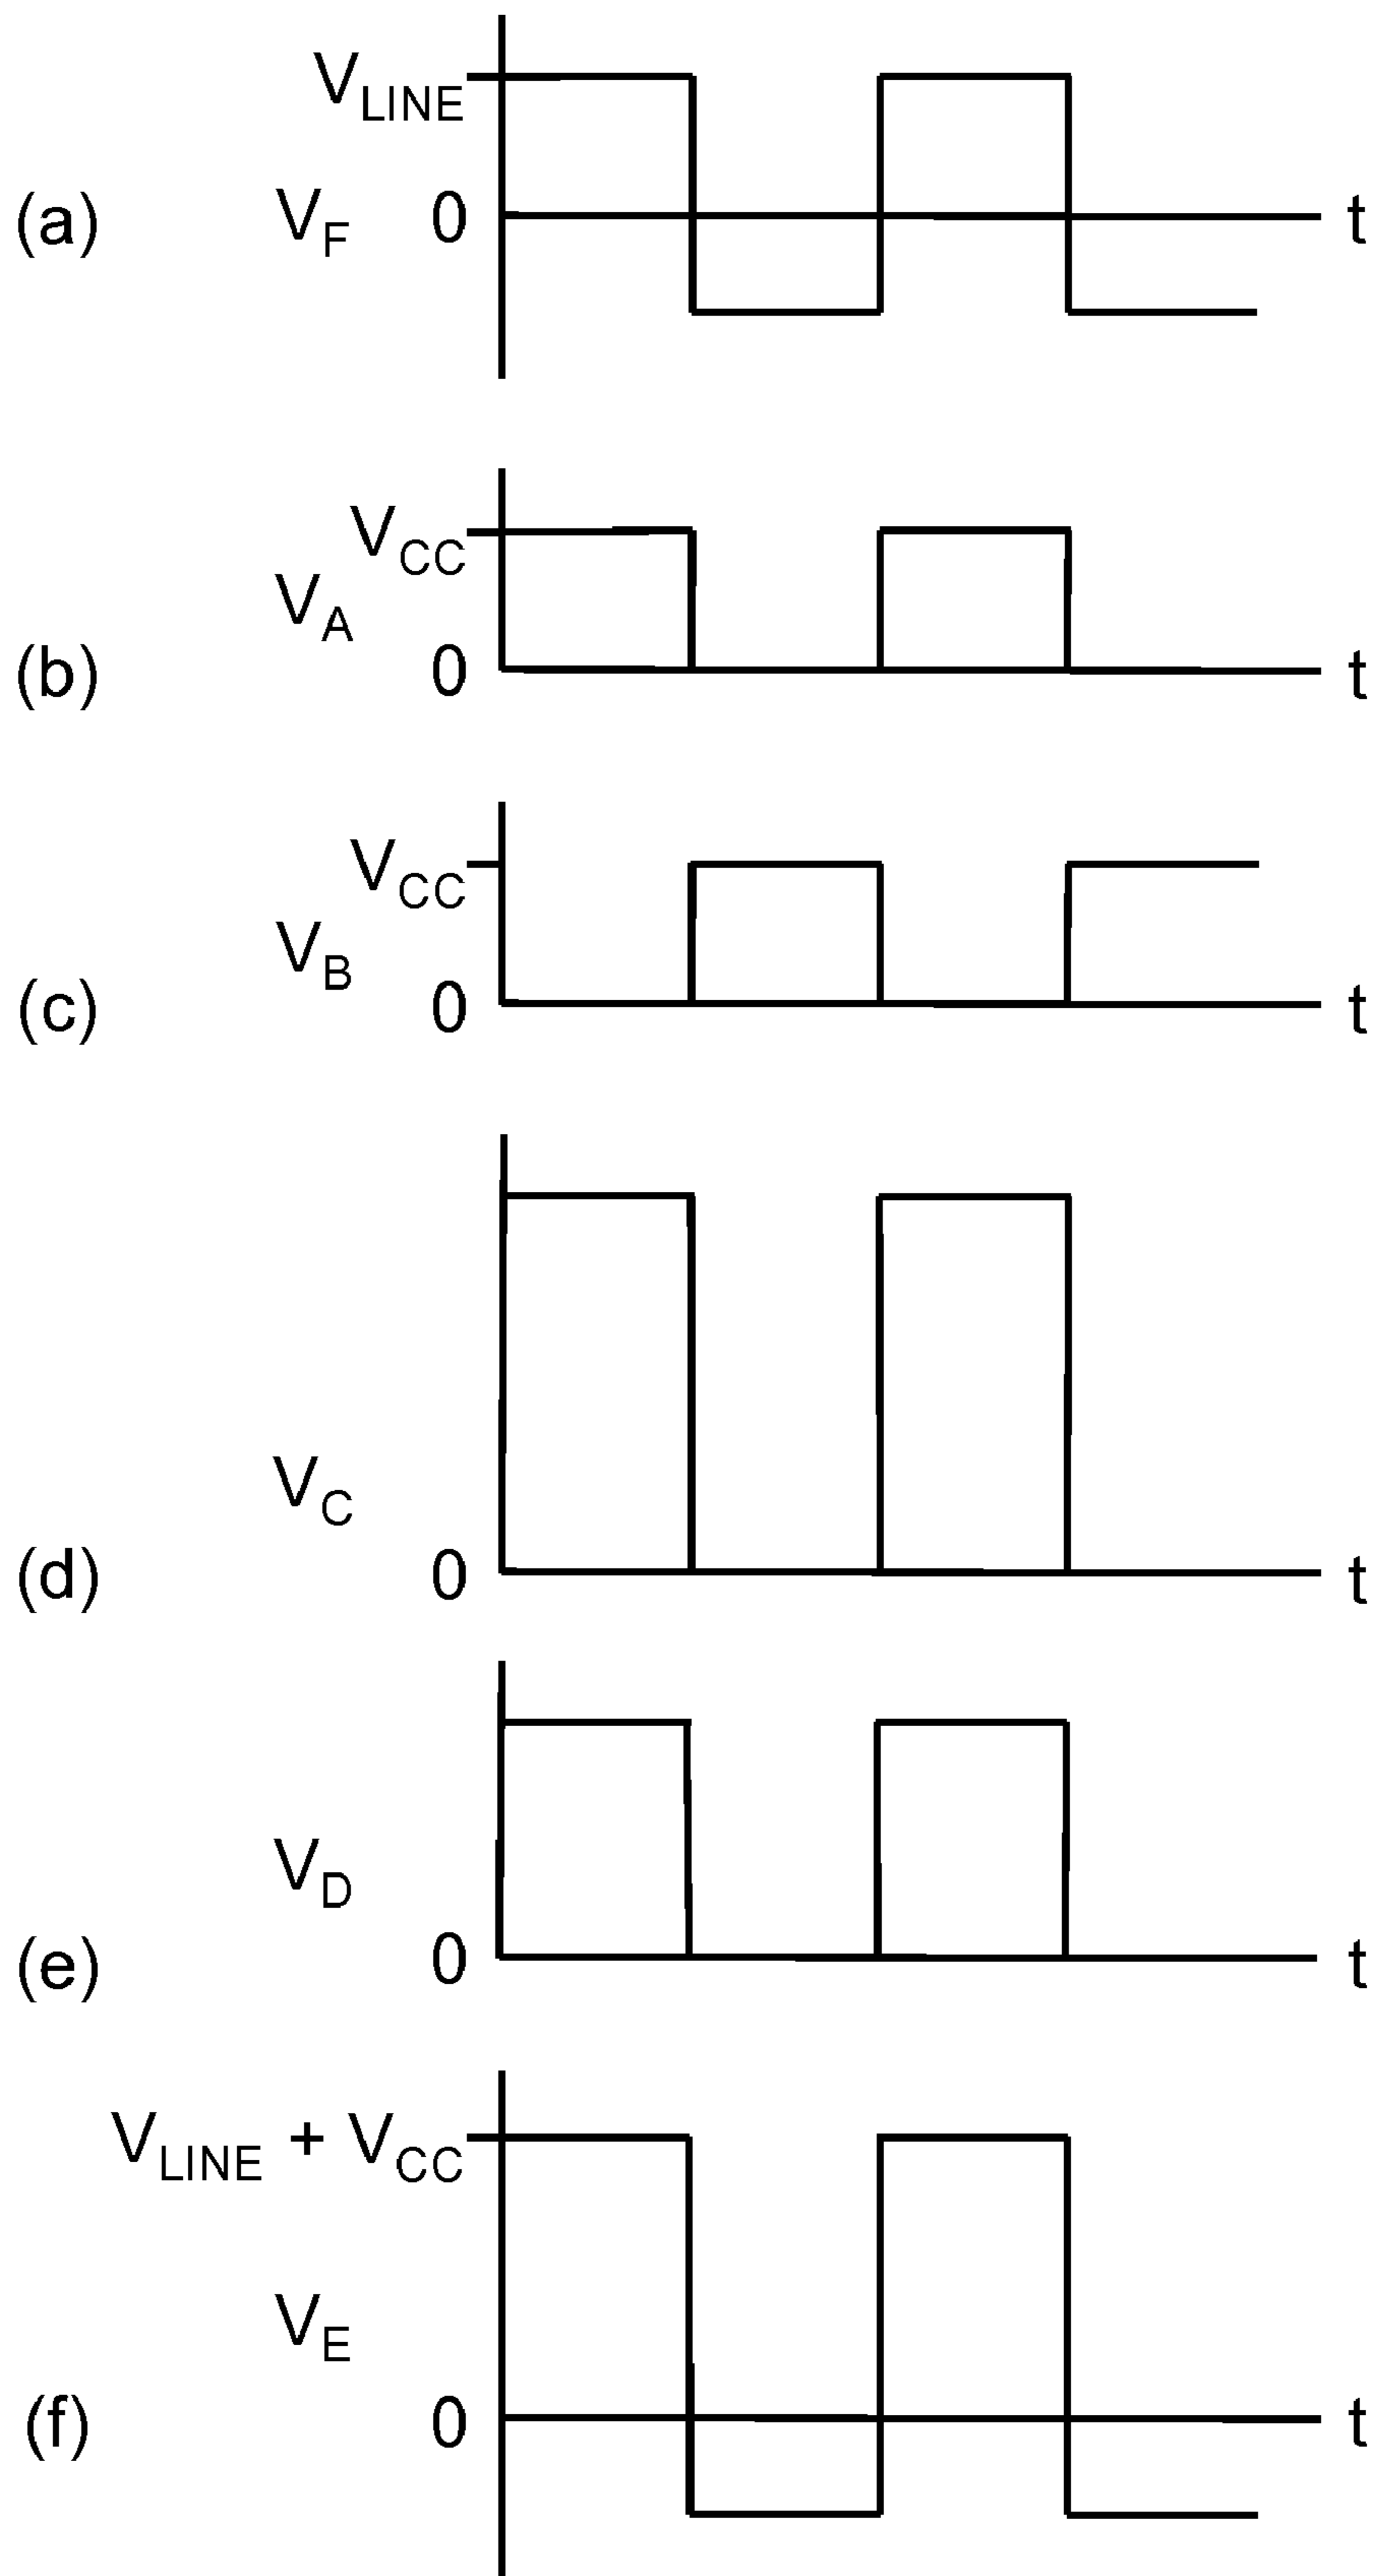 V_LINE
(a) V_F 0 t
V_CC
V_A
(b) 0 t
V_CC
V_B
(c) 0 t
V_C
(d) 0 t
V_D
(e) 0 t
V_LINE + V_CC
V_E
(f) 0 t